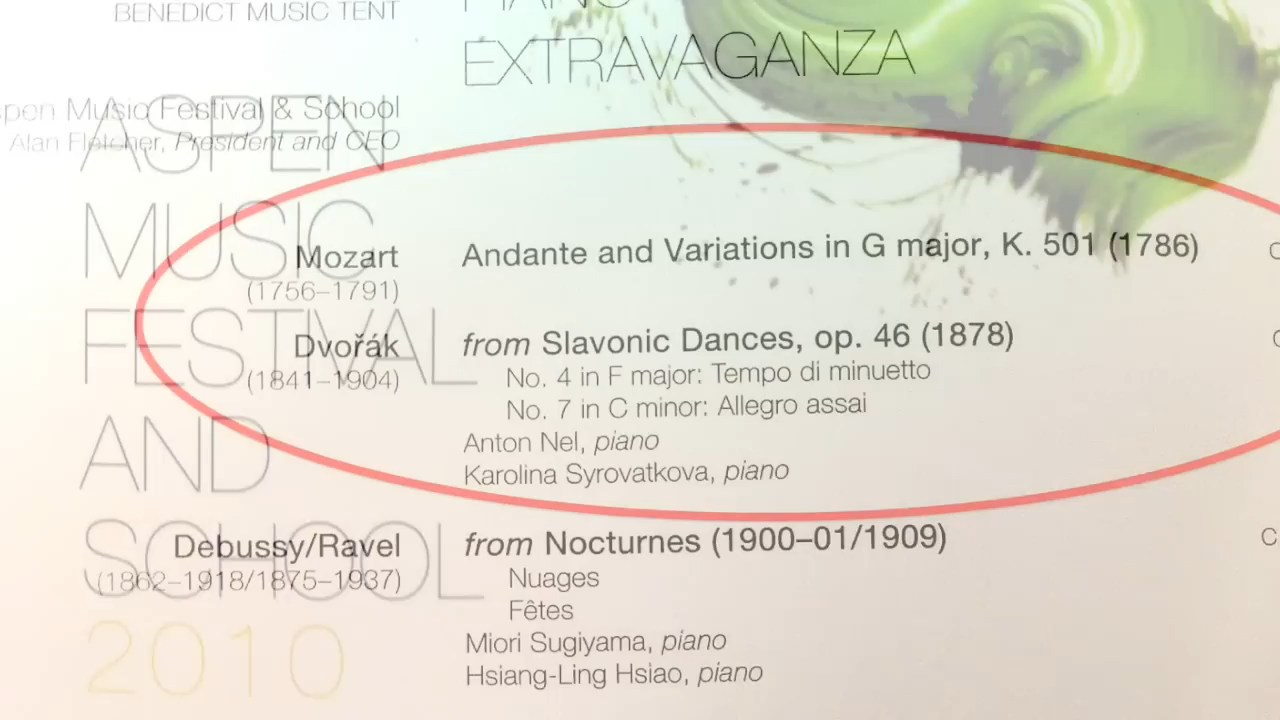 BENEDICT MUSIC TENT
PIANO
EXTRAVAGANZA
Music Festival & School
Alan Fletcher, President and CEO
ASPEN
MUSIC
FESTIVAL
AND
SCHOOL
2010
Mozart
(1756–1791)
Andante and Variations in G major, K. 501 (1786)
Dvořák
(1841–1904)
from Slavonic Dances, op. 46 (1878)
No. 4 in F major: Tempo di minuetto
No. 7 in C minor: Allegro assai
Anton Nel, piano
Karolina Syrovatkova, piano
Debussy/Ravel
(1862–1918/1875–1937)
from Nocturnes (1900–01/1909)
Nuages
Fêtes
Miori Sugiyama, piano
Hsiang-Ling Hsiao, piano